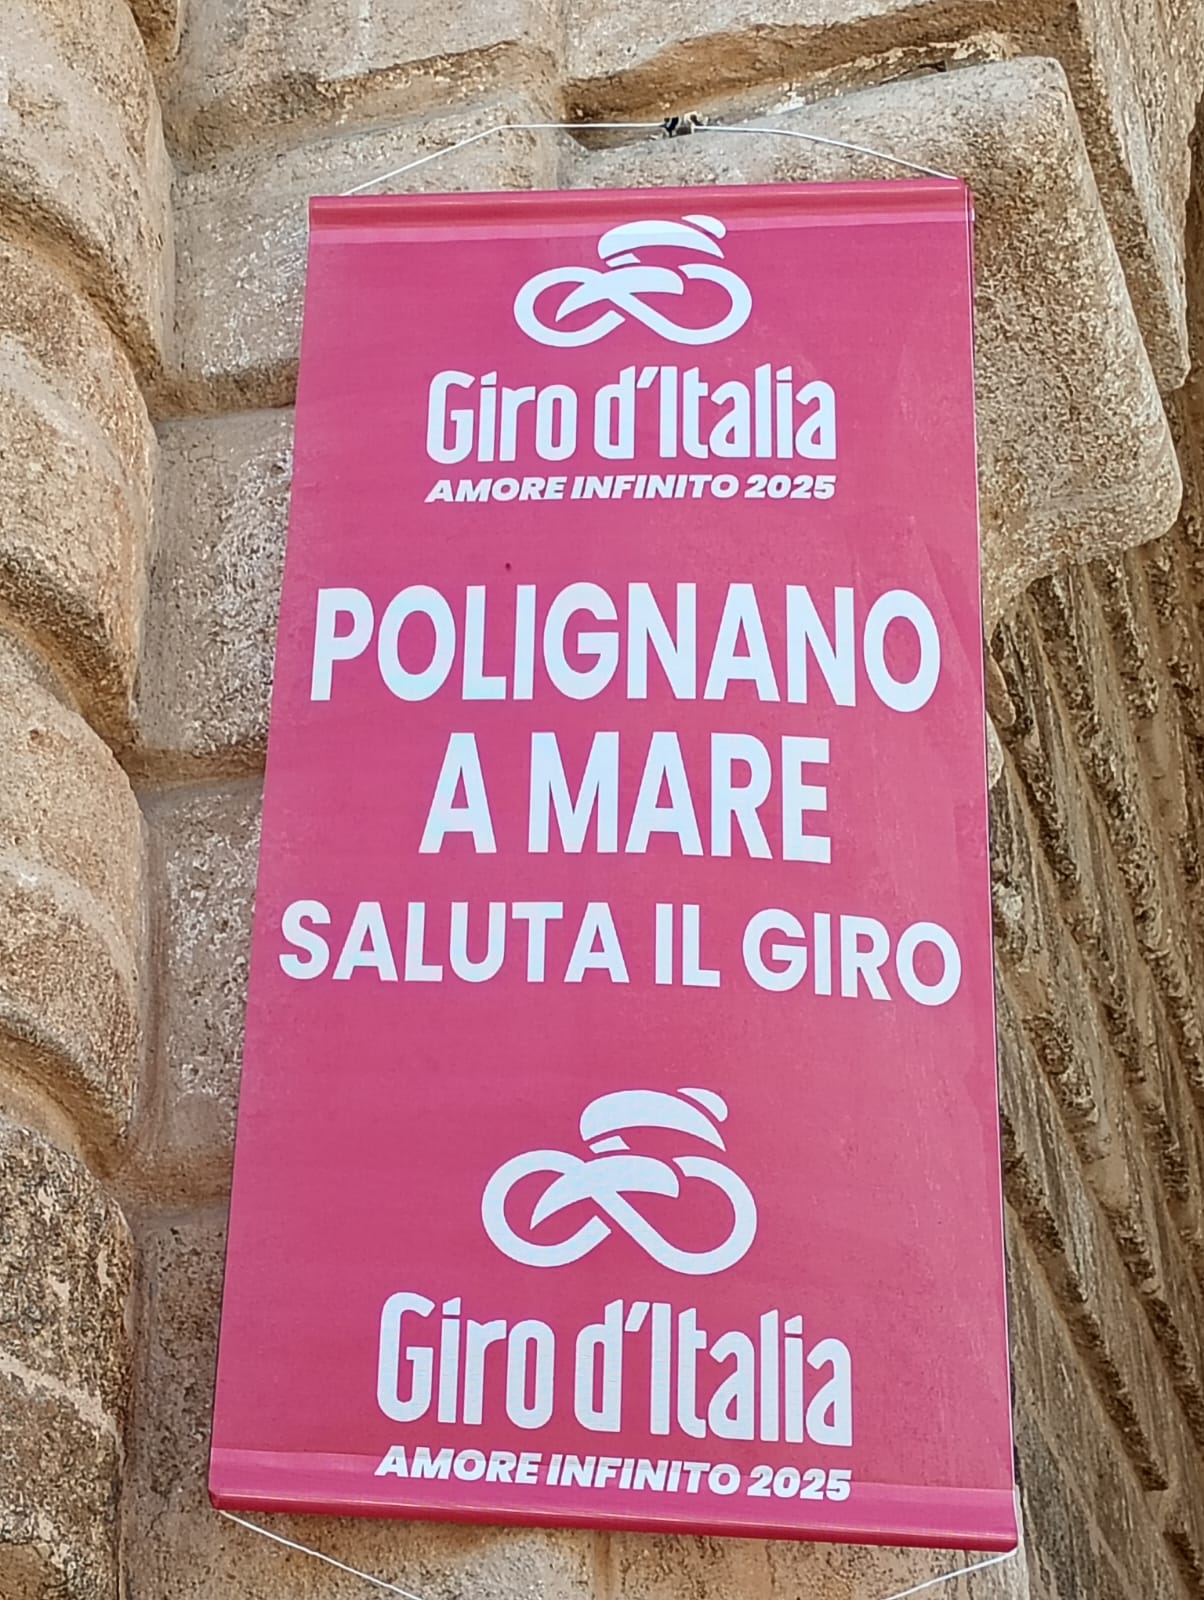 Giro d'Italia
AMORE INFINITO 2025
POLIGNANO
A MARE
SALUTA IL GIRO
Giro d'Italia
AMORE INFINITO 2025